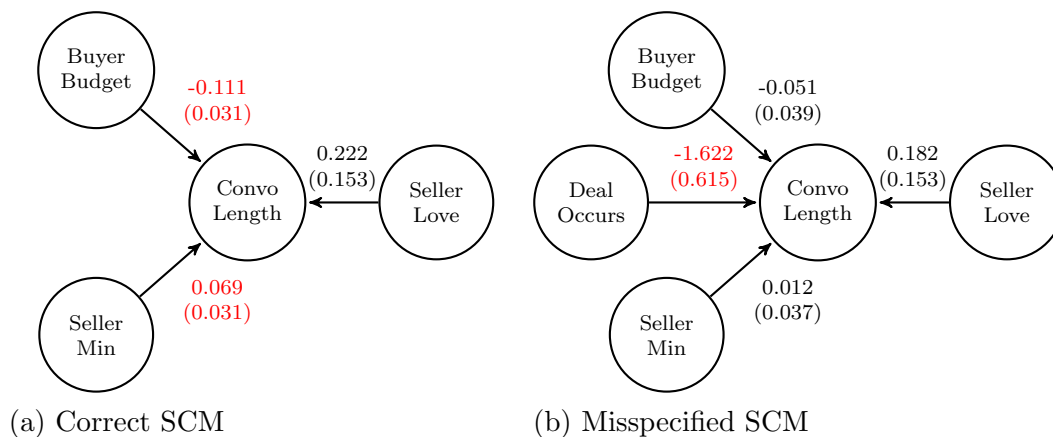 Buyer
Budget
-0.111
(0.031)
Convo
Length
0.222
(0.153)
Seller
Love
0.069
(0.031)
Seller
Min
(a) Correct SCM
Buyer
Budget
-0.051
(0.039)
Deal
Occurs
-1.622
(0.615)
Convo
Length
0.182
(0.153)
Seller
Love
0.012
(0.037)
Seller
Min
(b) Misspecified SCM